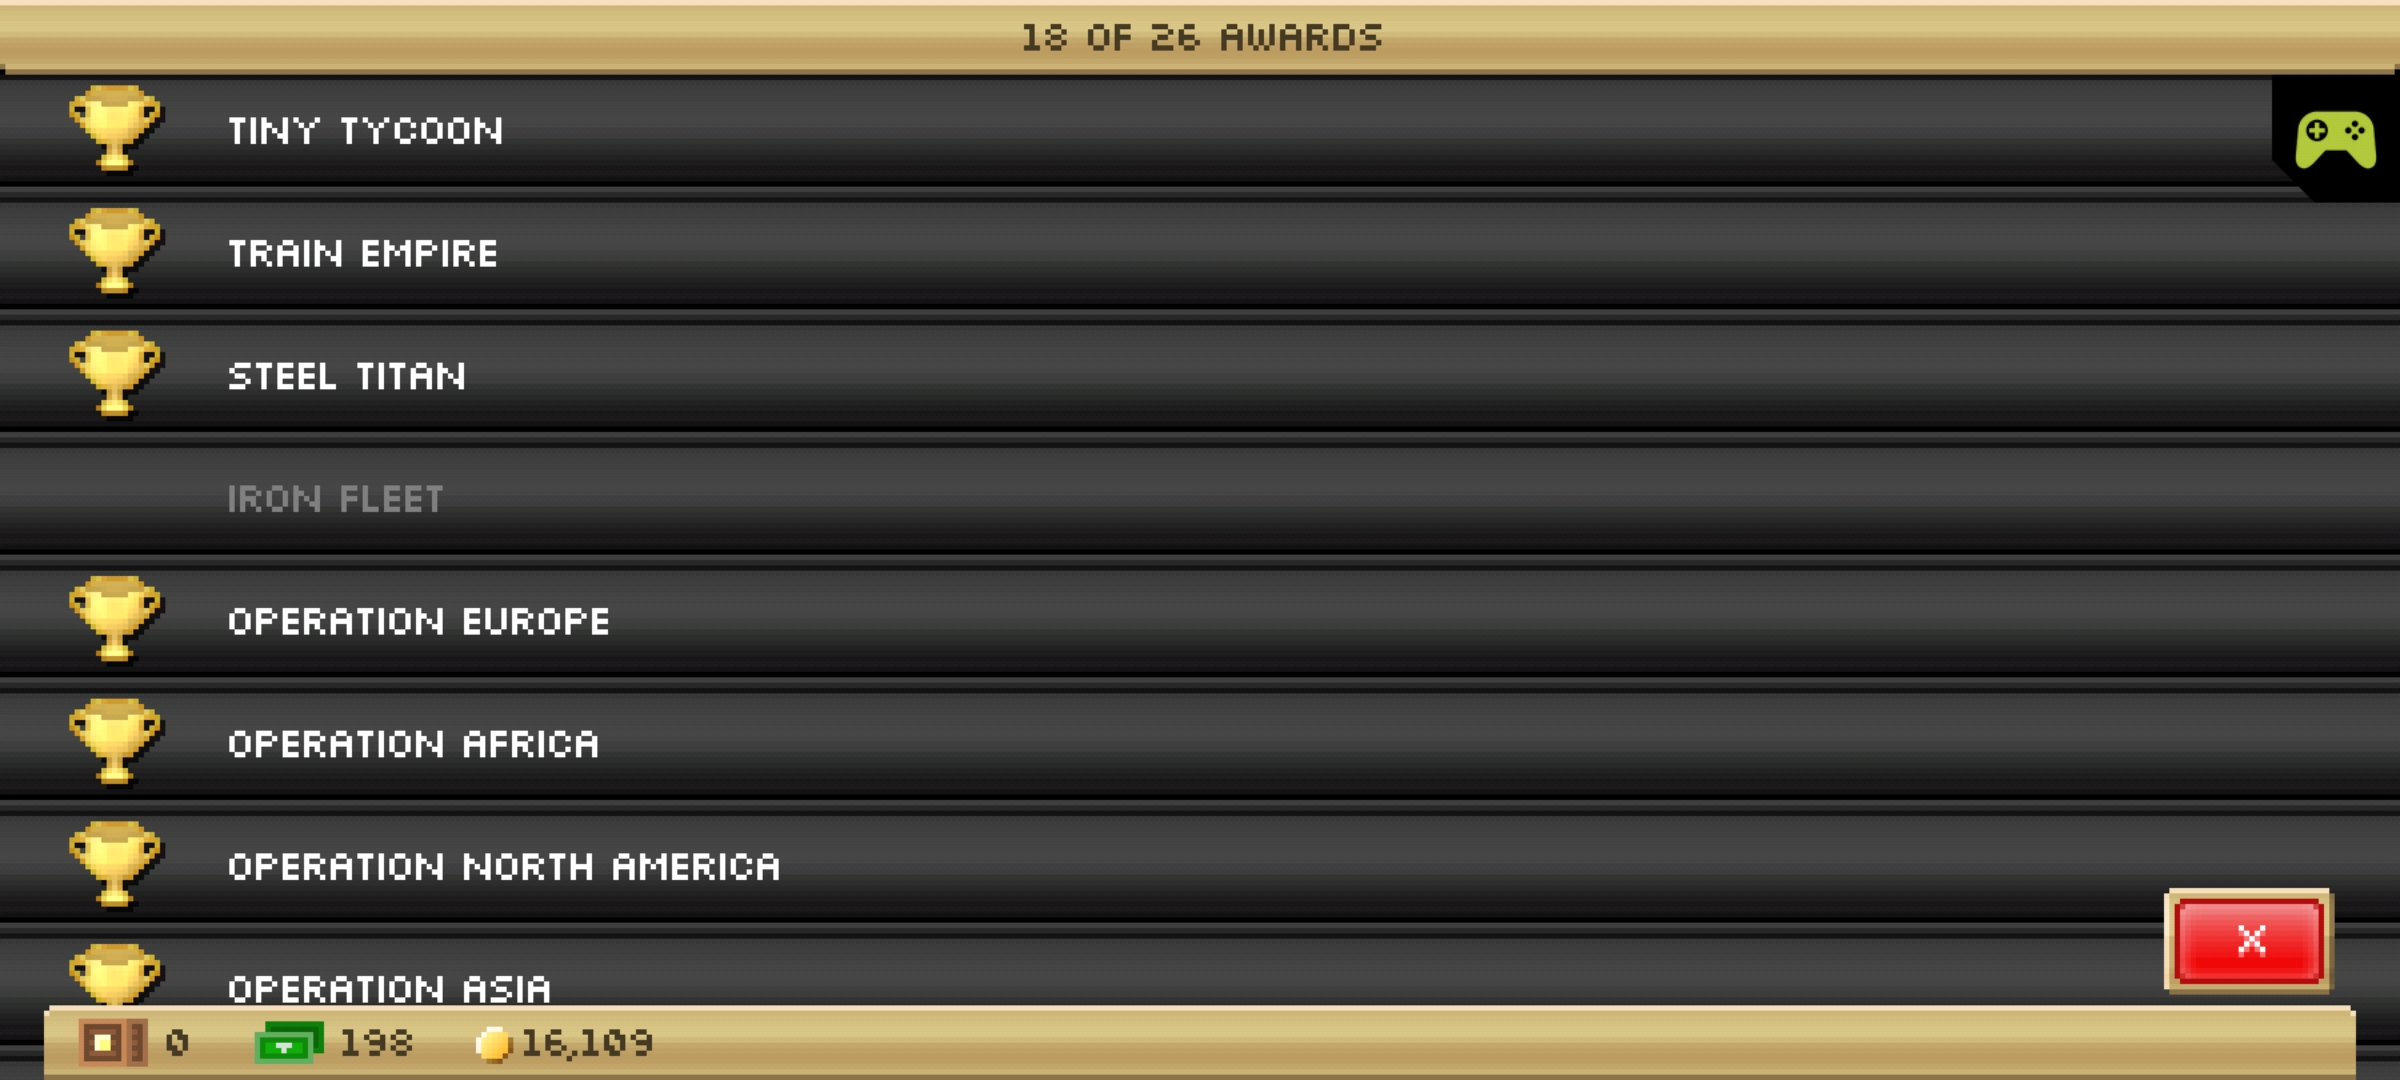 18 OF 26 AWARDS
TINY TYCOON
TRAIN EMPIRE
STEEL TITAN
IRON FLEET
OPERATION EUROPE
OPERATION AFRICA
OPERATION NORTH AMERICA
OPERATION ASIA
X
0 198 16,109